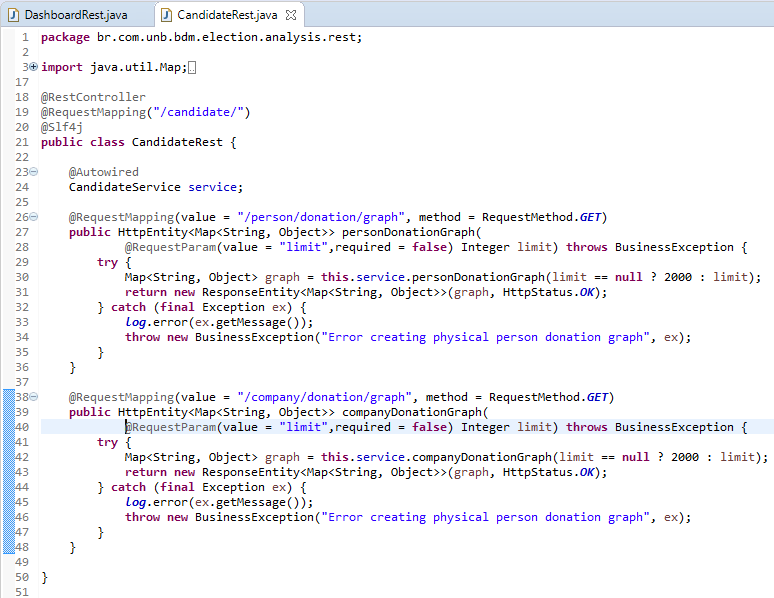 DashboardRest.java CandidateRest.java
1 package br.com.unb.bdm.election.analysis.rest;
2
3 import java.util.Map;
17
18 @RestController
19 @RequestMapping("/candidate/")
20 @Slf4j
21 public class CandidateRest {
22
23 @Autowired
24 CandidateService service;
25
26 @RequestMapping(value = "/person/donation/graph", method = RequestMethod.GET)
27 public HttpEntity<Map<String, Object>> personDonationGraph(
28 @RequestParam(value = "limit",required = false) Integer limit) throws BusinessException {
29 try {
30 Map<String, Object> graph = this.service.personDonationGraph(limit == null ? 2000 : limit);
31 return new ResponseEntity<Map<String, Object>>(graph, HttpStatus.OK);
32 } catch (final Exception ex) {
33 log.error(ex.getMessage());
34 throw new BusinessException("Error creating physical person donation graph", ex);
35 }
36 }
37
38 @RequestMapping(value = "/company/donation/graph", method = RequestMethod.GET)
39 public HttpEntity<Map<String, Object>> companyDonationGraph(
40 @RequestParam(value = "limit",required = false) Integer limit) throws BusinessException {
41 try {
42 Map<String, Object> graph = this.service.companyDonationGraph(limit == null ? 2000 : limit);
43 return new ResponseEntity<Map<String, Object>>(graph, HttpStatus.OK);
44 } catch (final Exception ex) {
45 log.error(ex.getMessage());
46 throw new BusinessException("Error creating physical person donation graph", ex);
47 }
48 }
49
50 }
51